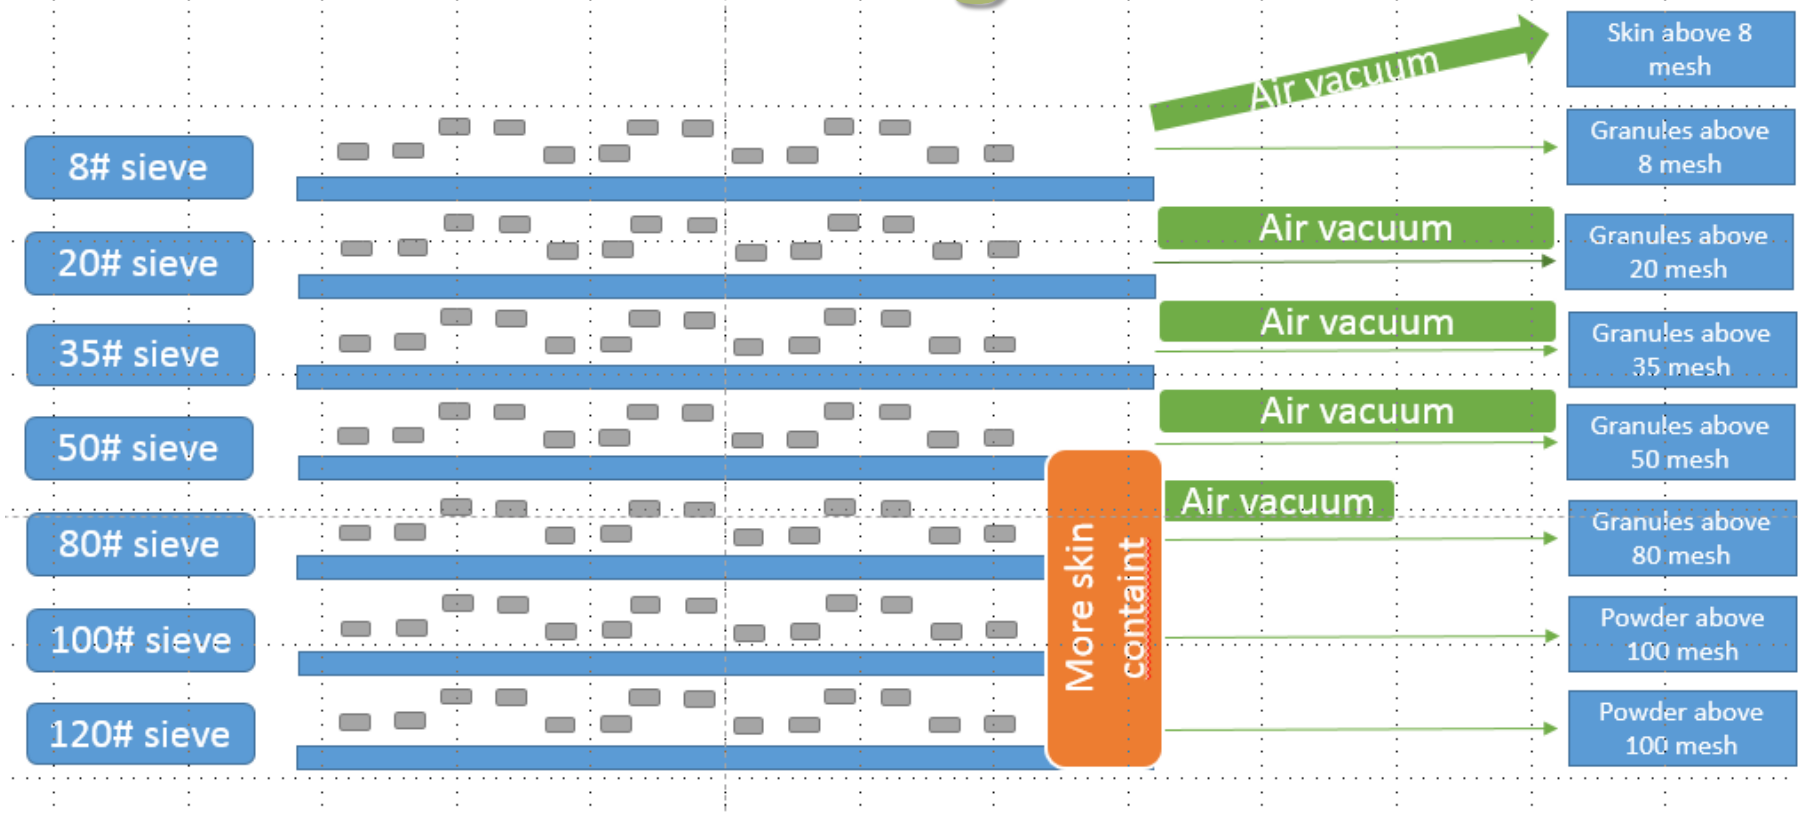 Air vacuum
Skin above 8
mesh
8# sieve
Granules above
8 mesh
20# sieve
Air vacuum
Granules above
20 mesh
35# sieve
Air vacuum
Granules above
35 mesh
50# sieve
Air vacuum
Granules above
50 mesh
More skin
containt
80# sieve
Air vacuum
Granules above
80 mesh
100# sieve
Powder above
100 mesh
120# sieve
Powder above
100 mesh